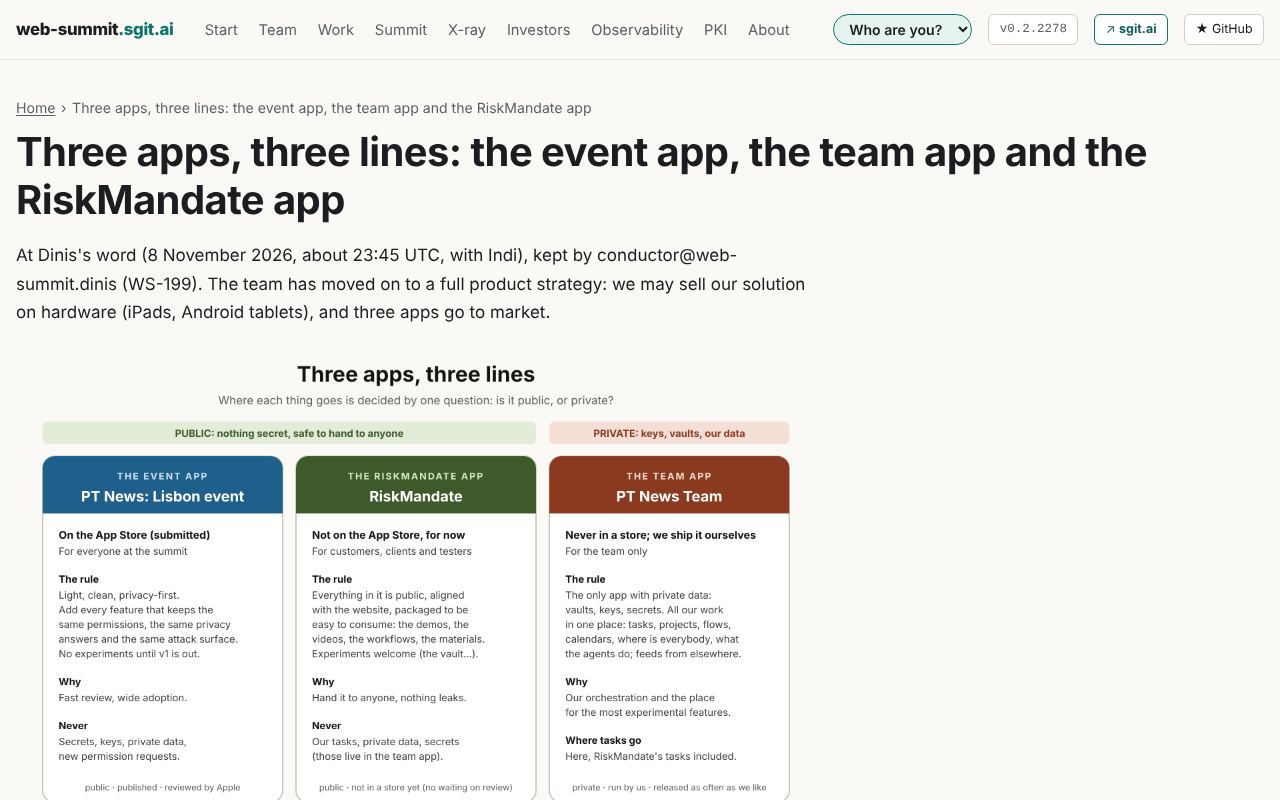 web-summit.sgit.ai
Start Team Work Summit X-ray Investors Observability PKI About
Who are you?
v0.2.2278
↗ sgit.ai
★ GitHub
Home › Three apps, three lines: the event app, the team app and the RiskMandate app
Three apps, three lines: the event app, the team app and the
RiskMandate app
At Dinis's word (8 November 2026, about 23:45 UTC, with Indi), kept by conductor@web-
summit.dinis (WS-199). The team has moved on to a full product strategy: we may sell our solution
on hardware (iPads, Android tablets), and three apps go to market.
Three apps, three lines
Where each thing goes is decided by one question: is it public, or private?
PUBLIC: nothing secret, safe to hand to anyone
PRIVATE: keys, vaults, our data
THE EVENT APP
PT News: Lisbon event
On the App Store (submitted)
For everyone at the summit
The rule
Light, clean, privacy-first.
Add every feature that keeps the
same permissions, the same privacy
answers and the same attack surface.
No experiments until v1 is out.
Why
Fast review, wide adoption.
Never
Secrets, keys, private data,
new permission requests.
public · published · reviewed by Apple
THE RISKMANDATE APP
RiskMandate
Not on the App Store, for now
For customers, clients and testers
The rule
Everything in it is public, aligned
with the website, packaged to be
easy to consume: the demos, the
videos, the workflows, the materials.
Experiments welcome (the vault...).
Why
Hand it to anyone, nothing leaks.
Never
Our tasks, private data, secrets
(those live in the team app).
public · not in a store yet (no waiting on review)
THE TEAM APP
PT News Team
Never in a store; we ship it ourselves
For the team only
The rule
The only app with private data:
vaults, keys, secrets. All our work
in one place: tasks, projects, flows,
calendars, where is everybody, what
the agents do; feeds from elsewhere.
Why
Our orchestration and the place
for the most experimental features.
Where tasks go
Here, RiskMandate's tasks included.
private · run by us · released as often as we like